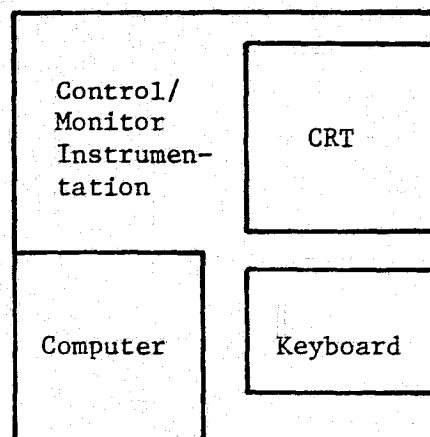 Control/
Monitor
Instrumen-
tation
CRT
Computer
Keyboard